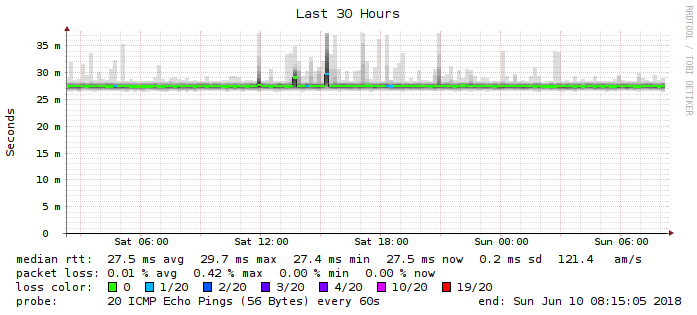 Last 30 Hours
RRDTOOL / TOBI OETIKER
Seconds
35 m
30 m
25 m
20 m
15 m
10 m
5 m
0
Sat 06:00 Sat 12:00 Sat 18:00 Sun 00:00 Sun 06:00
median rtt: 27.5 ms avg 29.7 ms max 27.4 ms min 27.5 ms now 0.2 ms sd 121.4 am/s
packet loss: 0.01 % avg 0.42 % max 0.00 % min 0.00 % now
loss color: 0 1/20 2/20 3/20 4/20 10/20 19/20
probe: 20 ICMP Echo Pings (56 Bytes) every 60s end: Sun Jun 10 08:15:05 2018